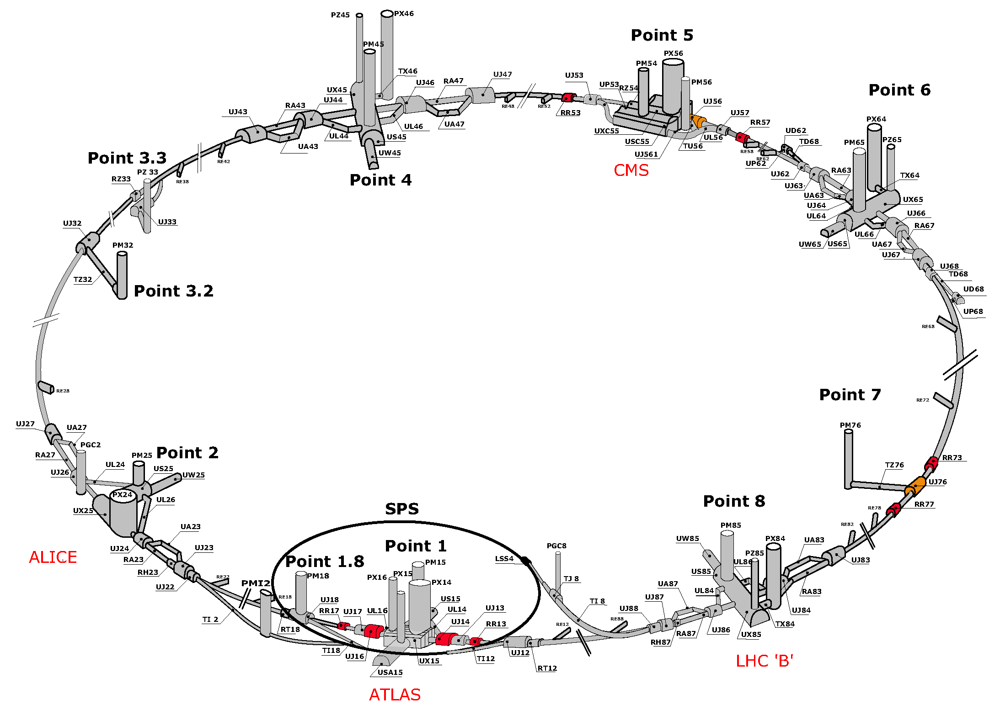 PZ45
PX46
PM45
TX46
UX45
UJ44
RA43
UJ43
UJ46
RA47
UJ47
UL46
UA47
UL44
US45
UA43
UW45
Point 4
RE42
RE38
RE48
RE52
Point 5
PX56
PM54
PM56
UJ53
UP53
RZ54
RR53
UJ56
UJ57
RR57
UXC55
USC55
UJ561
TU56
UL56
CMS
RE58
RE62
UD62
TD68
UP62
UJ62
UJ63
RA63
UA63
UJ64
UL64
Point 6
PX64
PM65
PZ65
TX64
UX65
UJ66
RA67
UL66
UW65
US65
UA67
UJ67
UJ68
TD68
UD68
UP68
RE68
RE72
Point 3.3
PZ 33
RZ33
UJ33
UJ32
PM32
TZ32
Point 3.2
RE28
UJ27
UA27
PGC2
RA27
UJ26
UL24
PM25
Point 2
US25
UW25
PX24
UL26
UX25
UA23
UJ24
RA23
UJ23
RH23
UJ22
ALICE
RE22
PMI2
RE18
TI 2
RT18
SPS
Point 1
Point 1.8
PM18
PX16
PX15
PM15
PX14
UJ18
RR17
UJ17
UL16
US15
UL14
UJ13
UJ14
RR13
TI18
UJ16
UX15
USA15
TI12
UJ12
RT12
ATLAS
LSS4
PGC8
TJ 8
TI 8
RE12
RE88
UJ88
UJ87
UA87
RH87
RA87
UL84
UJ86
Point 8
PM85
UW85
PX84
PZ85
UL86
US85
UA83
UJ83
RA83
UJ84
TX84
UX85
LHC 'B'
Point 7
PM76
TZ76
RR73
UJ76
RR77
RE78
RE82